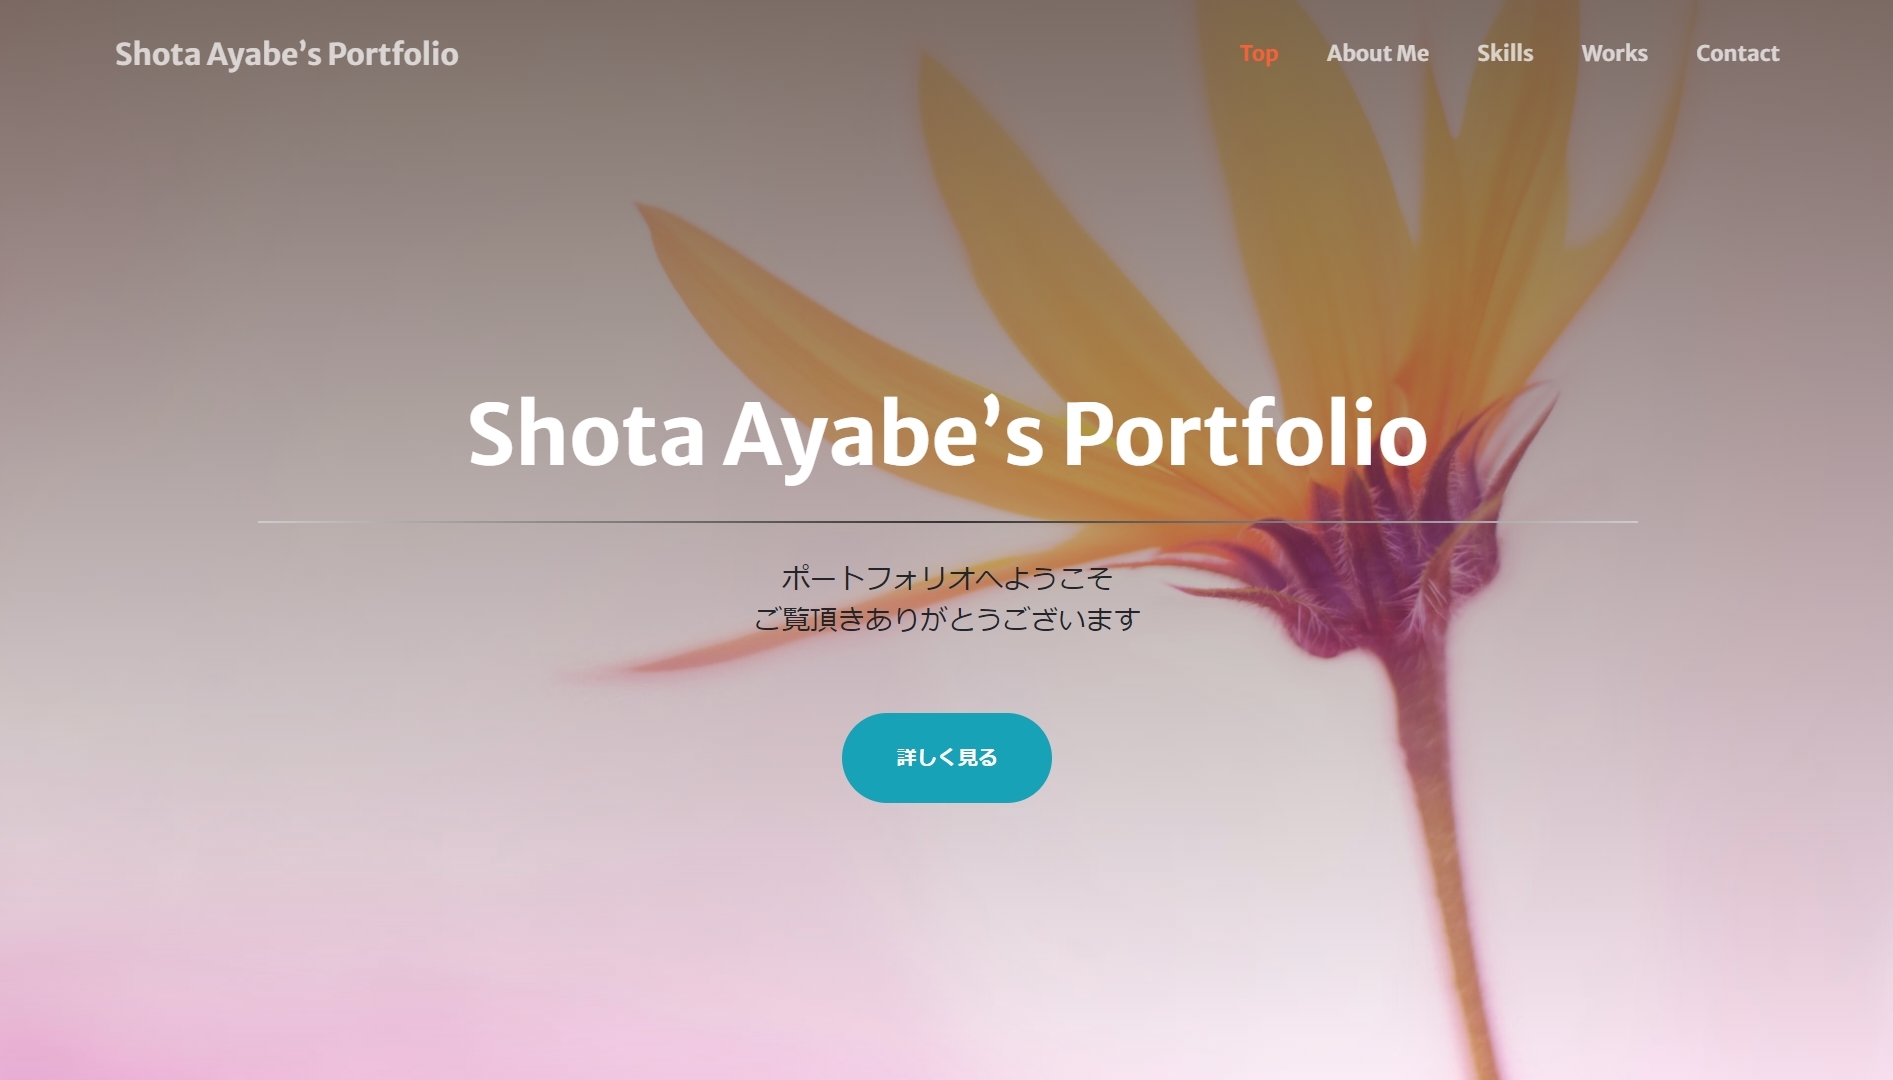 Shota Ayabe’s Portfolio
Top
About Me
Skills
Works
Contact
Shota Ayabe’s Portfolio
ポートフォリオへようこそ
ご覧頂きありがとうございます
詳しく見る